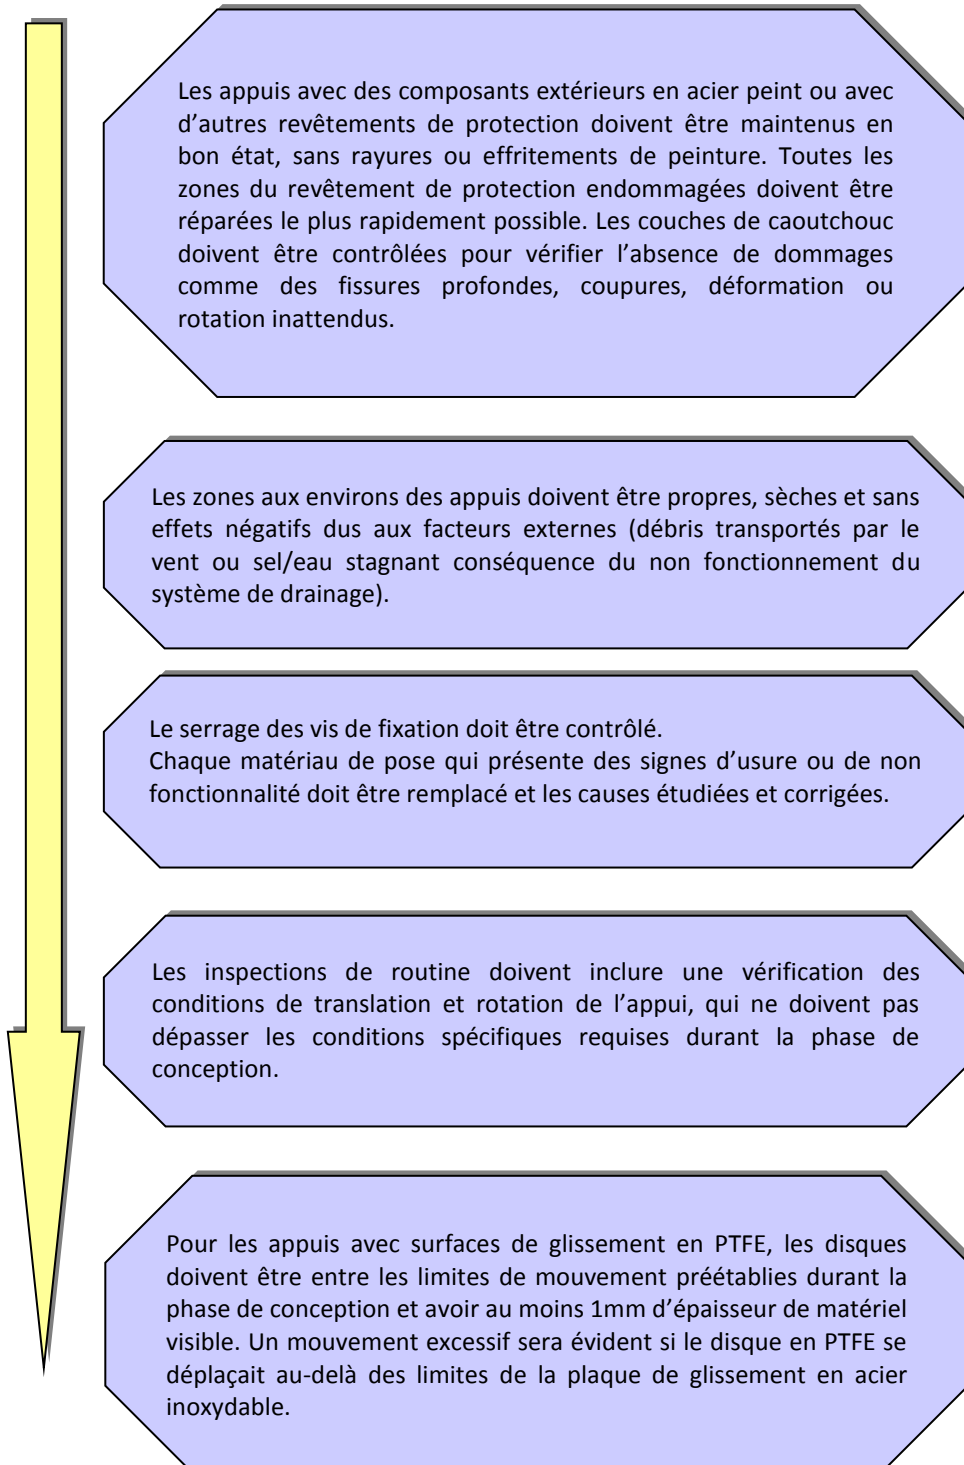 Les appuis avec des composants extérieurs en acier peint ou avec
d’autres revêtements de protection doivent être maintenus en
bon état, sans rayures ou effritements de peinture. Toutes les
zones du revêtement de protection endommagées doivent être
réparées le plus rapidement possible. Les couches de caoutchouc
doivent être contrôlées pour vérifier l’absence de dommages
comme des fissures profondes, coupures, déformation ou
rotation inattendus.
Les zones aux environs des appuis doivent être propres, sèches et sans
effets négatifs dus aux facteurs externes (débris transportés par le
vent ou sel/eau stagnant conséquence du non fonctionnement du
système de drainage).
Le serrage des vis de fixation doit être contrôlé.
Chaque matériau de pose qui présente des signes d’usure ou de non
fonctionnalité doit être remplacé et les causes étudiées et corrigées.
Les inspections de routine doivent inclure une vérification des
conditions de translation et rotation de l’appui, qui ne doivent pas
dépasser les conditions spécifiques requises durant la phase de
conception.
Pour les appuis avec surfaces de glissement en PTFE, les disques
doivent être entre les limites de mouvement préétablies durant la
phase de conception et avoir au moins 1mm d’épaisseur de matériel
visible. Un mouvement excessif sera évident si le disque en PTFE se
déplaçait au-delà des limites de la plaque de glissement en acier
inoxydable.